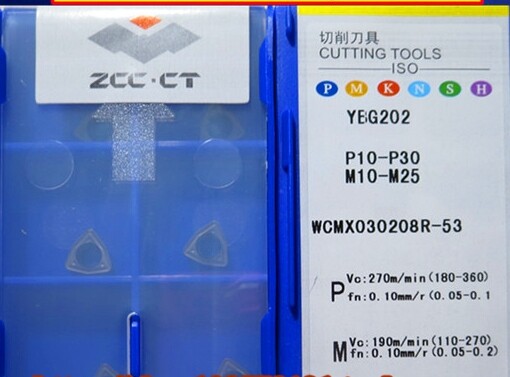 ZCC·CT
切削刀具
CUTTING TOOLS
ISO
P M K N S H
YBG202
P10-P30
M10-M25
WCMX030208R-53
P Vc:270m/min(180-360)
fn:0.10mm/r(0.05-0.1
M Vc:190m/min(110-270)
fn:0.10mm/r(0.05-0.2)